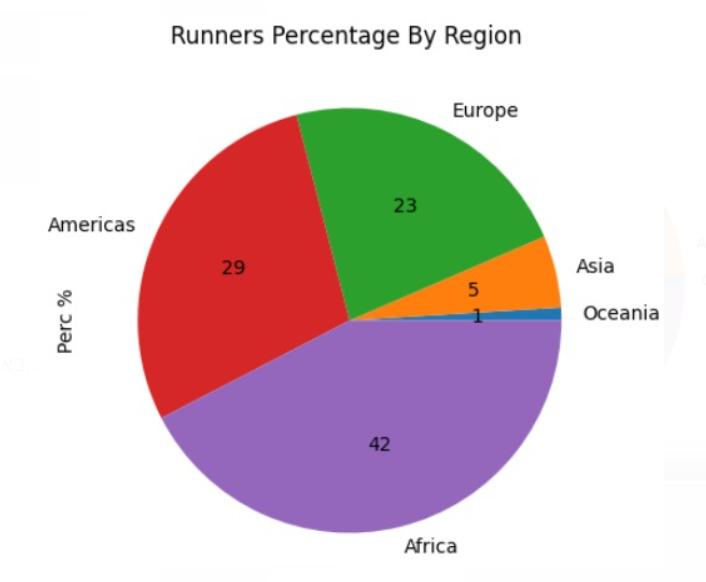 Runners Percentage By Region
Europe
23
Americas
29
Asia
5
1
Oceania
Perc %
42
Africa